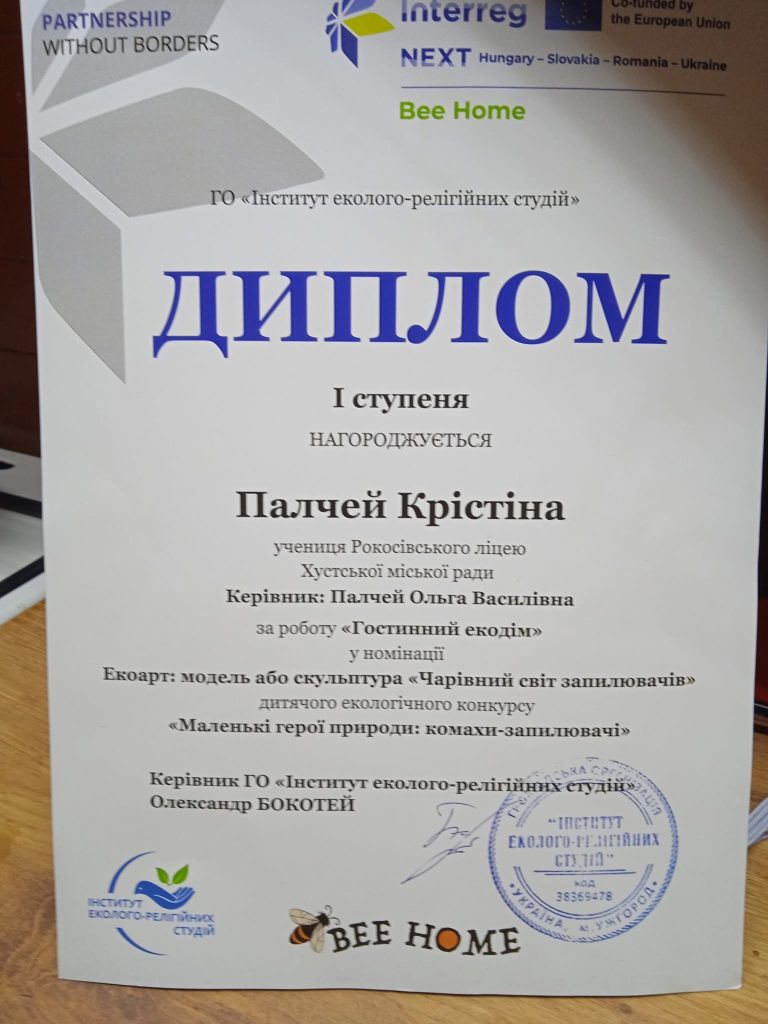 PARTNERSHIP
WITHOUT BORDERS
Interreg
Co-funded by
the European Union
NEXT Hungary – Slovakia – Romania – Ukraine
Bee Home
ГО «Інститут еколого-релігійних студій»
ДИПЛОМ
І ступеня
НАГОРОДЖУЄТЬСЯ
Палчей Крістіна
учениця Рокосівського ліцею
Хустської міської ради
Керівник: Палчей Ольга Василівна
за роботу «Гостинний екодім»
у номінації
Екоарт: модель або скульптура «Чарівний світ запилювачів»
дитячого екологічного конкурсу
«Маленькі герої природи: комахи-запилювачі»
Керівник ГО «Інститут еколого-релігійних студій»
Олександр БОКОТЕЙ
ГРОМАДСЬКА ОРГАНІЗАЦІЯ
"ІНСТИТУТ
ЕКОЛОГО-РЕЛІГІЙНИХ
СТУДІЙ"
КОД
38369478
* УКРАЇНА, м. УЖГОРОД *
ІНСТИТУТ
ЕКОЛОГО-РЕЛІГІЙНИХ
СТУДІЙ
BEE HOME